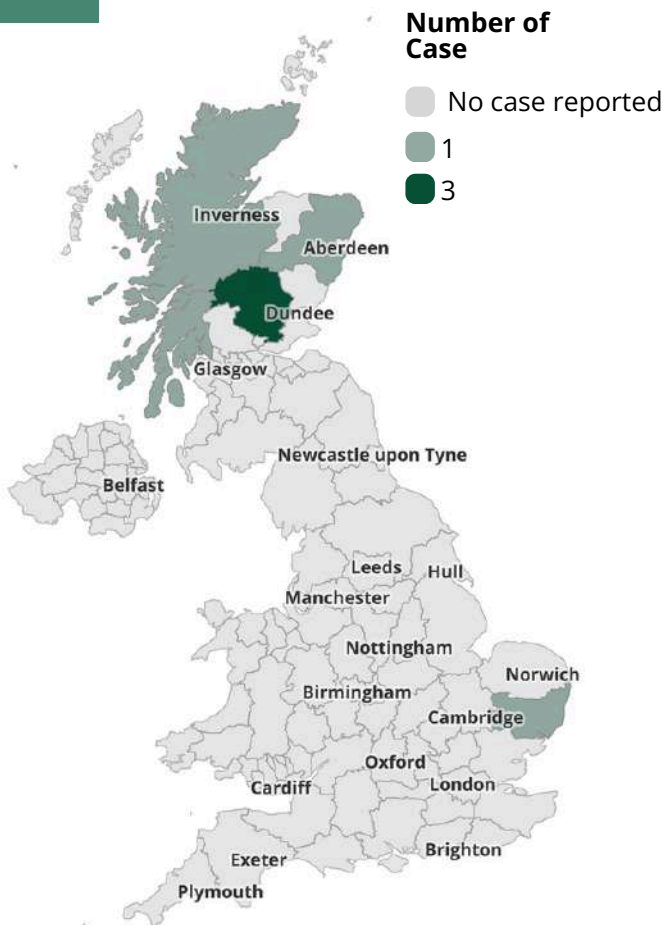 Number of
Case
No case reported
1
3
Inverness
Aberdeen
Dundee
Glasgow
Newcastle upon Tyne
Belfast
Leeds
Hull
Manchester
Nottingham
Norwich
Birmingham
Cambridge
Oxford
London
Cardiff
Brighton
Exeter
Plymouth